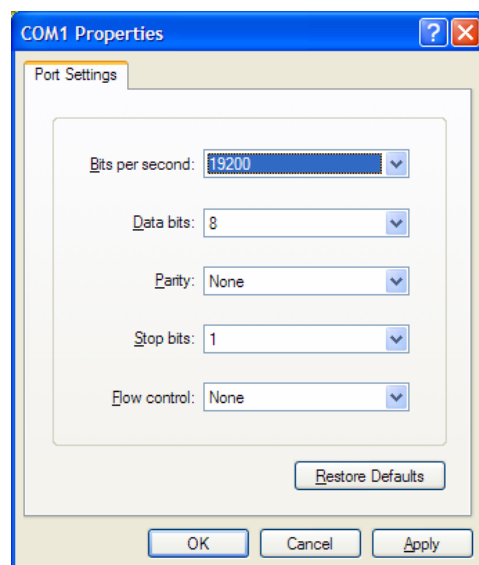 COM1 Properties
Port Settings
Bits per second: 19200
Data bits: 8
Parity: None
Stop bits: 1
Flow control: None
Restore Defaults
OK Cancel Apply